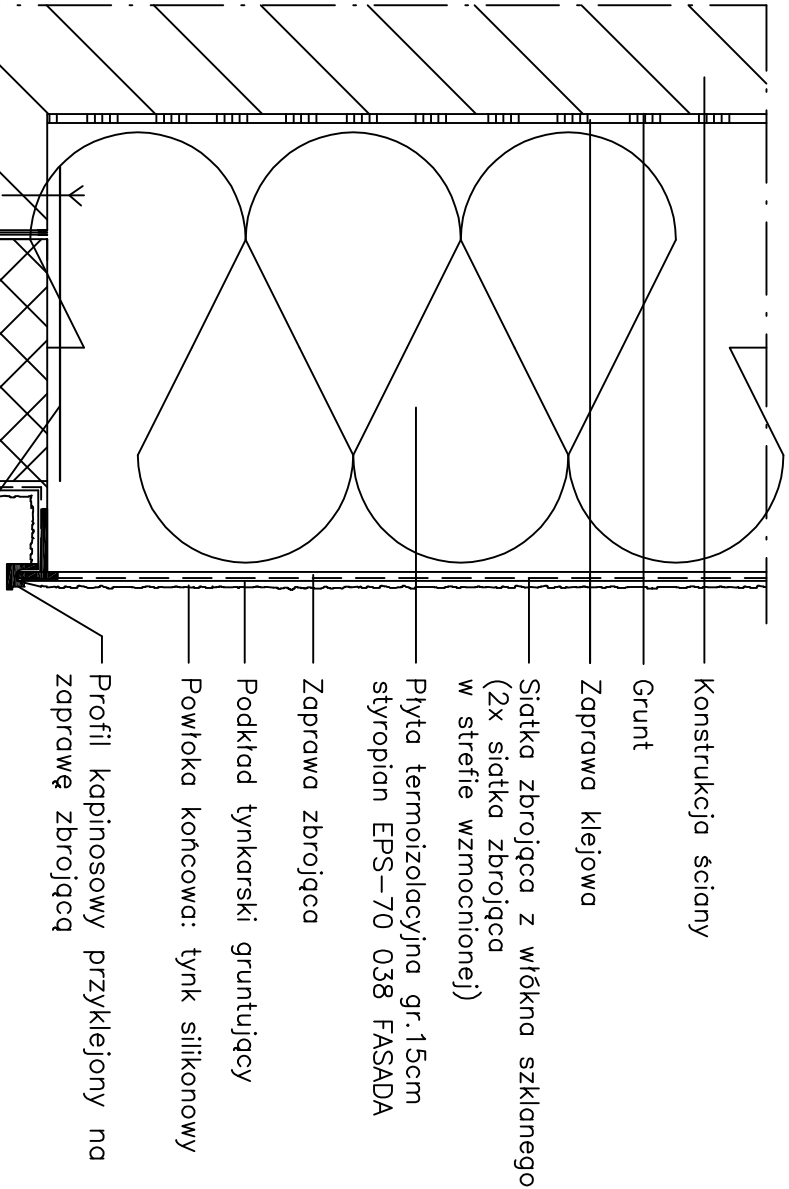 Konstrukcja ściany
Grunt
Zaprawa klejowa
Siatka zbrojąca z włókna szklanego
(2x siatka zbrojąca
w strefie wzmocnionej)
Płyta termoizolacyjna gr.15cm
styropian EPS-70 038 FASADA
Zaprawa zbrojąca
Podkład tynkarski gruntujący
Powłoka końcowa: tynk silikonowy
Profil kapinosowy przyklejony na
zaprawę zbrojącą